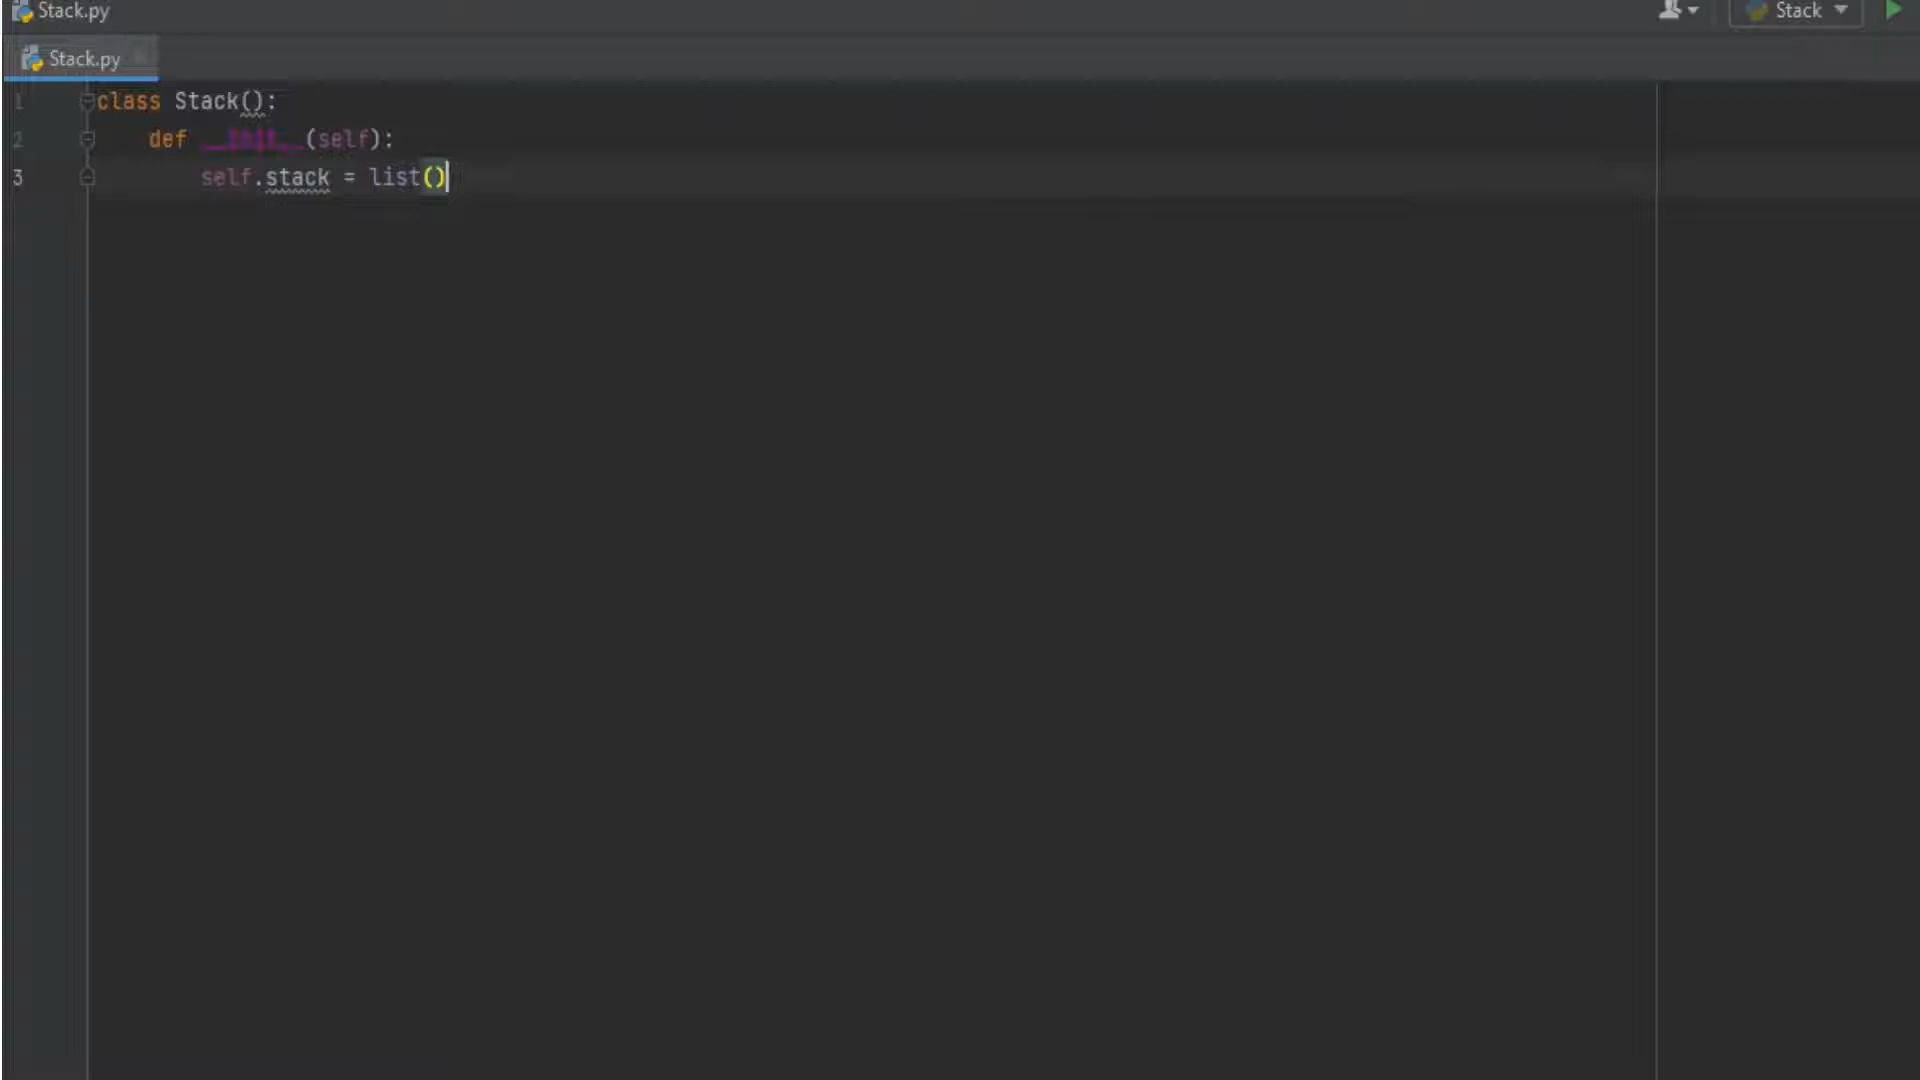 Stack.py
Stack
Stack.py
1 class Stack():
2 def __init__(self):
3 self.stack = list()